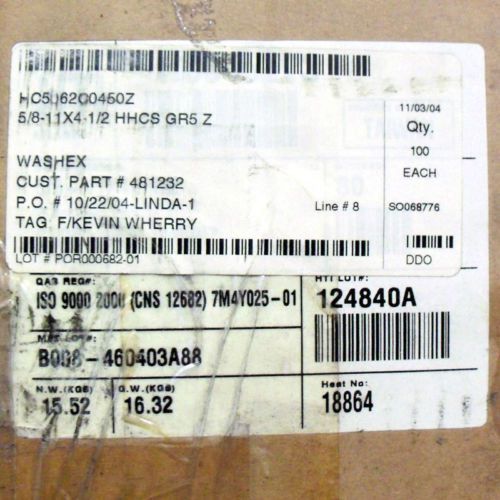 HC5062C0450Z
5/8-11X4-1/2 HHCS GR5 Z
11/03/04
Qty.
100
EACH
WASHEX
CUST. PART # 481232
P.O. # 10/22/04-LINDA-1
Line # 8
SO068776
TAG F/KEVIN WHERRY
LOT # POR000682-01
DDO
QAS REG#:
ISO 9000 2000 (CNS 12682) 7M4Y025-01
HTI LOT#:
124840A
LOT#:
B098-460403A88
N.W.(KGS)
15.52
G.W.(KGS)
16.32
Heat No:
18864